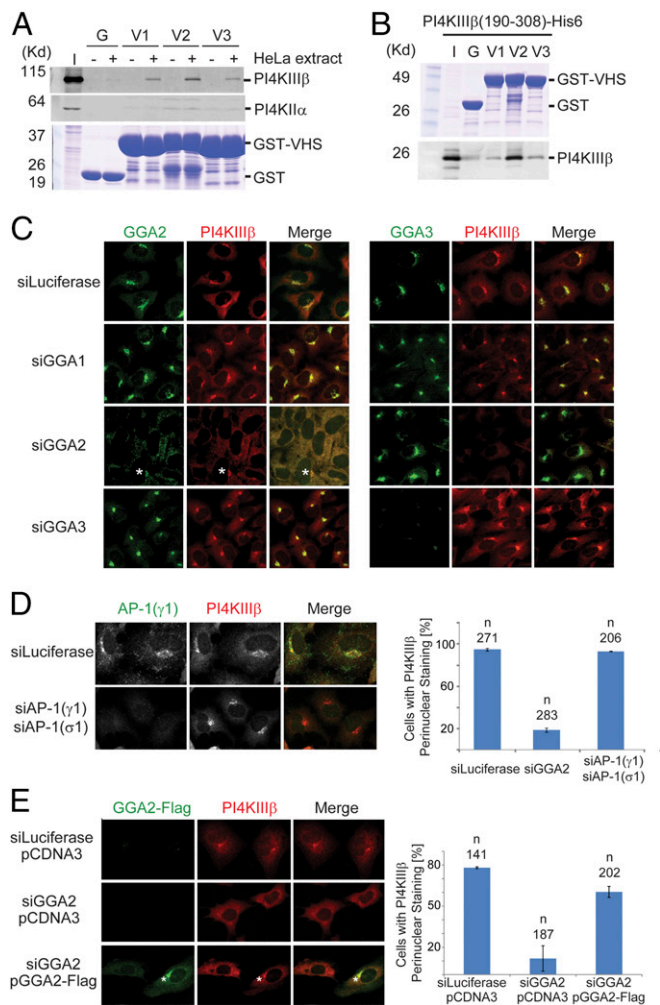 A
G V1 V2 V3
(Kd) I - + - + - + - + HeLa extract
115
PI4KIIIβ
64
PI4KIIα
37
GST-VHS
26
19
GST
B
PI4KIIIβ(190-308)-His6
(Kd) I G V1 V2 V3
49
GST-VHS
26
GST
26
PI4KIIIβ
C
GGA2 PI4KIIIβ Merge
GGA3 PI4KIIIβ Merge
siLuciferase
siGGA1
siGGA2
* * *
siGGA3
D
AP-1(γ1) PI4KIIIβ Merge
siLuciferase
siAP-1(γ1)
siAP-1(σ1)
Cells with PI4KIIIβ
Perinuclear Staining [%]
100
60
20
n
271
n
283
n
206
siLuciferase siGGA2 siAP-1(γ1)
siAP-1(σ1)
E
GGA2-Flag PI4KIIIβ Merge
siLuciferase
pCDNA3
siGGA2
pCDNA3
siGGA2
pGGA2-Flag
* * *
Cells with PI4KIIIβ
Perinuclear Staining [%]
80
40
10
n
141
n
187
n
202
siLuciferase siGGA2 siGGA2
pCDNA3 pCDNA3 pGGA2-Flag